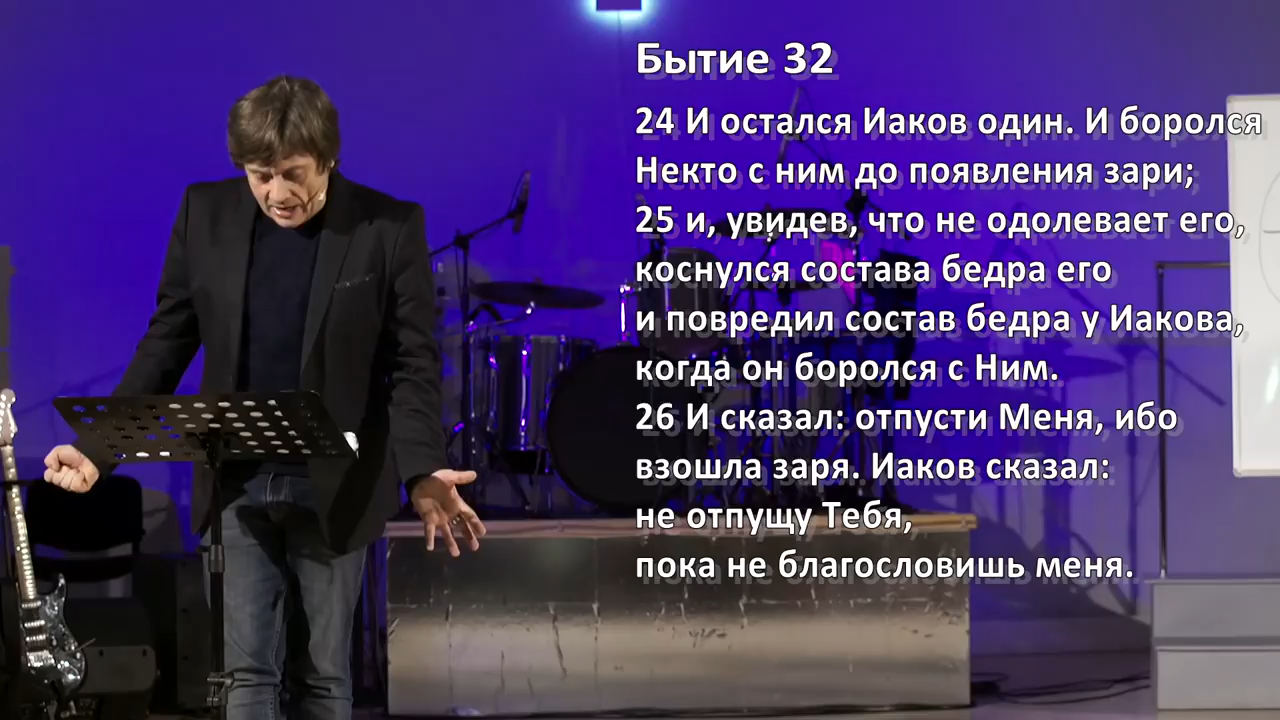 Бытие 32
24 И остался Иаков один. И боролся
Некто с ним до появления зари;
25 и, увидев, что не одолевает его,
коснулся состава бедра его
и повредил состав бедра у Иакова,
когда он боролся с Ним.
26 И сказал: отпусти Меня, ибо
взошла заря. Иаков сказал:
не отпущу Тебя,
пока не благословишь меня.